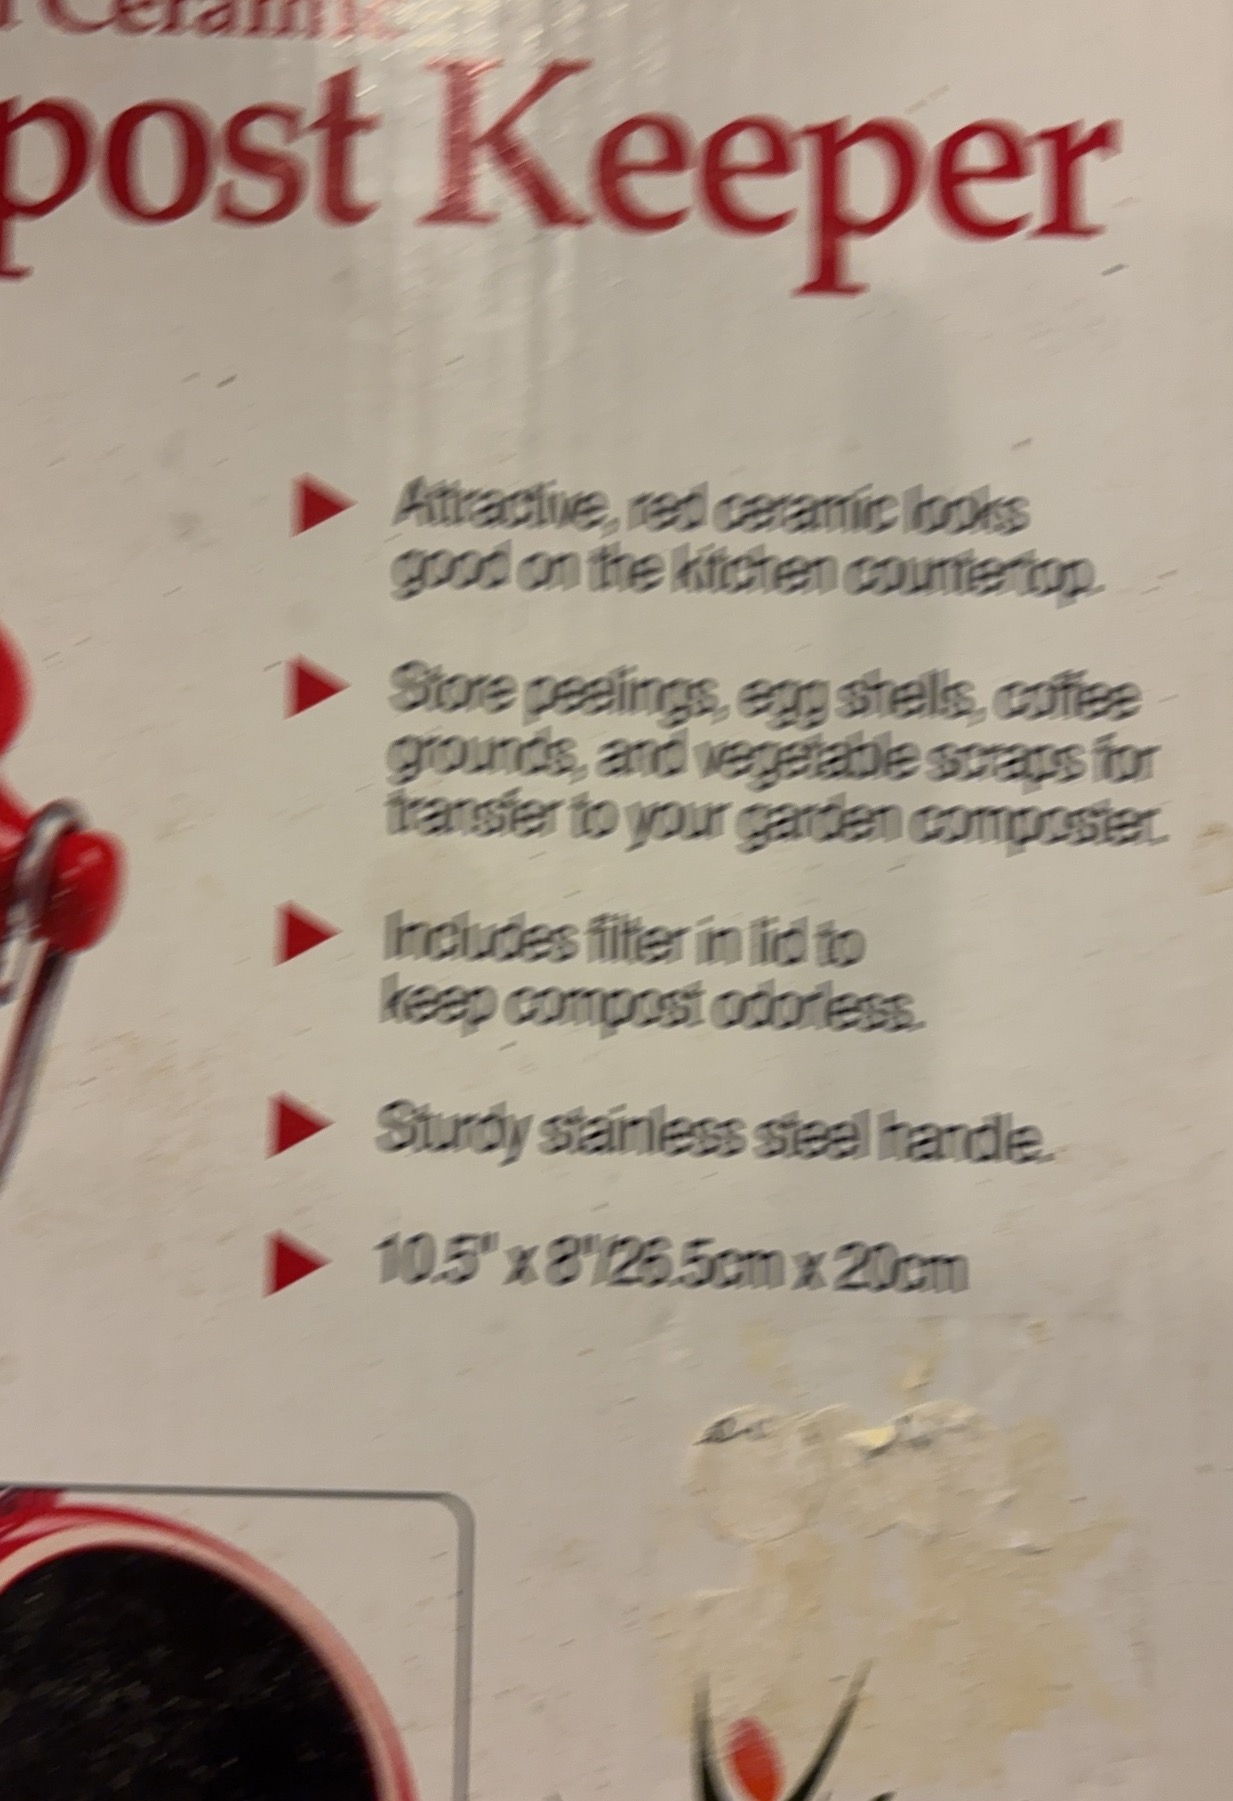 Ceramic
post Keeper
Attractive, red ceramic looks
good on the kitchen countertop.
Store peelings, egg shells, coffee
grounds, and vegetable scraps for
transfer to your garden composter.
Includes filter in lid to
keep compost odorless.
Sturdy stainless steel handle.
10.5" x 8"/26.5cm x 20cm